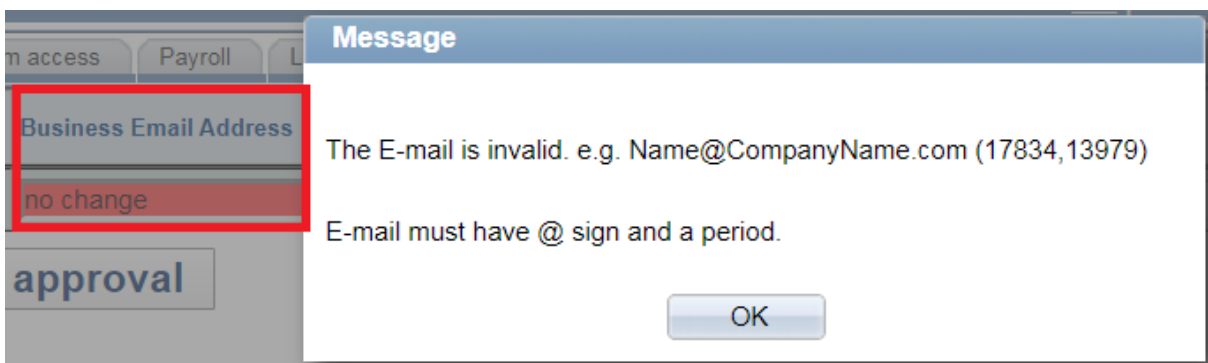 Message
m access
Payroll
L
Business Email Address
The E-mail is invalid. e.g. Name@CompanyName.com (17834,13979)
no change
E-mail must have @ sign and a period.
approval
OK